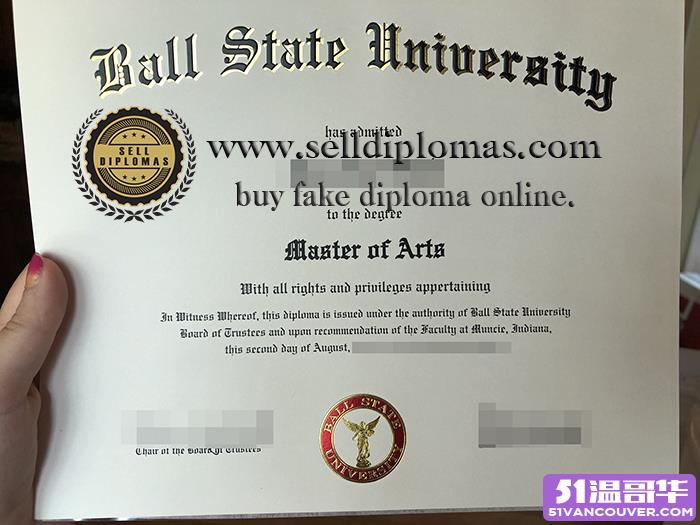 Ball State University
has admitted
SELL
DIPLOMAS
www.selldiplomas.com
buy fake diploma online.
to the degree
Master of Arts
With all rights and privileges appertaining
In Witness Whereof, this diploma is issued under the authority of Ball State University
Board of Trustees and upon recommendation of the Faculty at Muncie, Indiana,
this second day of August,
Chair of the Board of Trustees
BALL STATE
UNIVERSITY
51温哥华
51VANCOUVER.COM